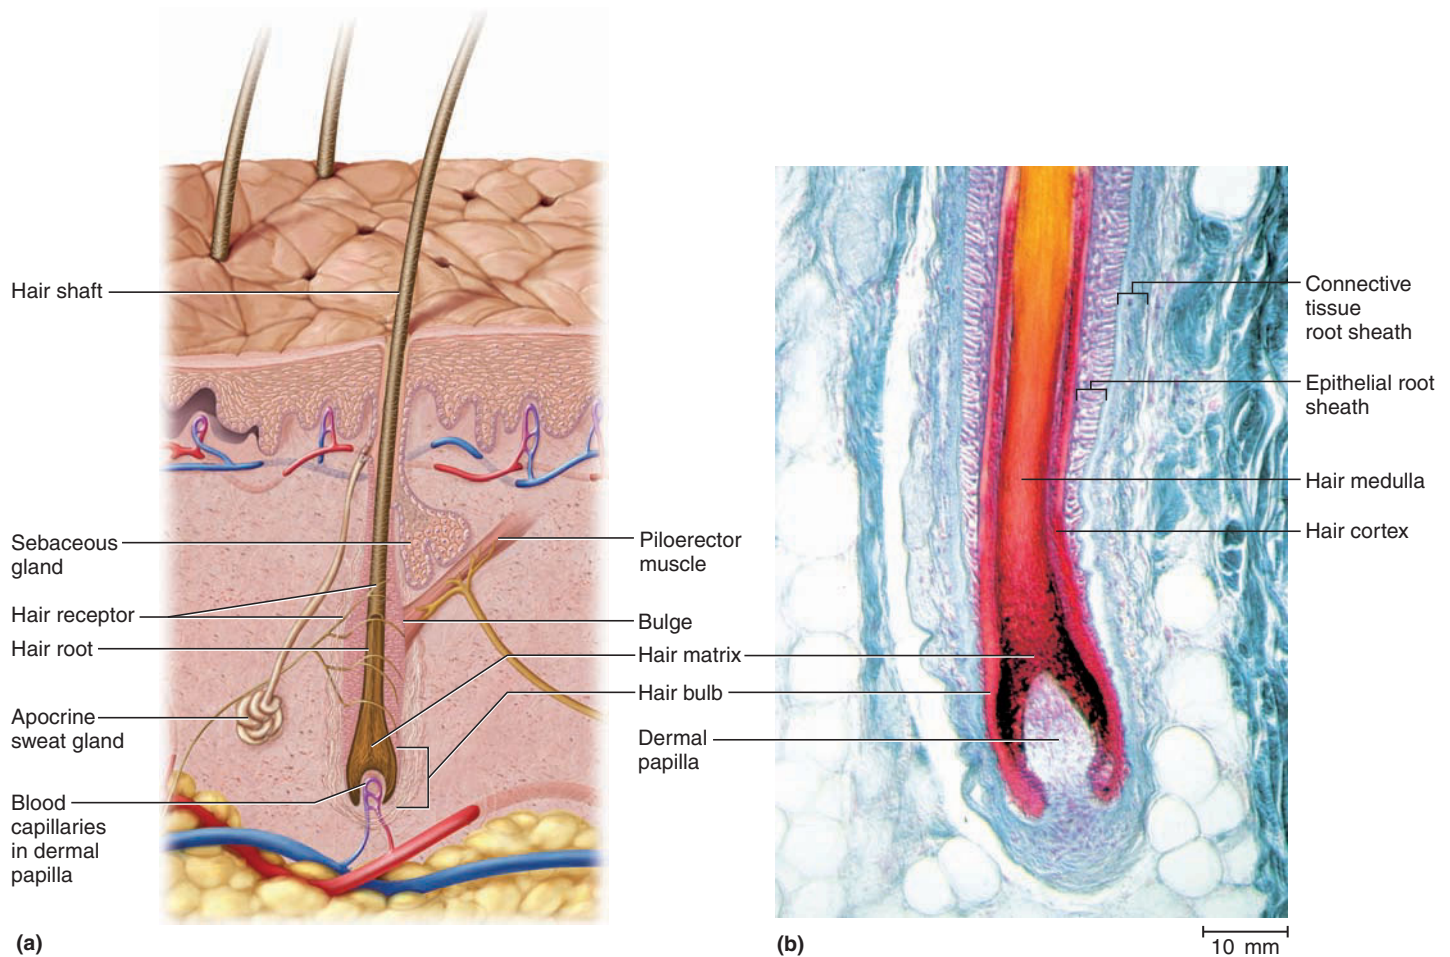 Hair shaft
Sebaceous
gland
Hair receptor
Hair root
Apocrine
sweat gland
Blood
capillaries
in dermal
papilla
Piloerector
muscle
Bulge
Hair matrix
Hair bulb
Dermal
papilla
Connective
tissue
root sheath
Epithelial root
sheath
Hair medulla
Hair cortex
(a)
(b)
10 mm